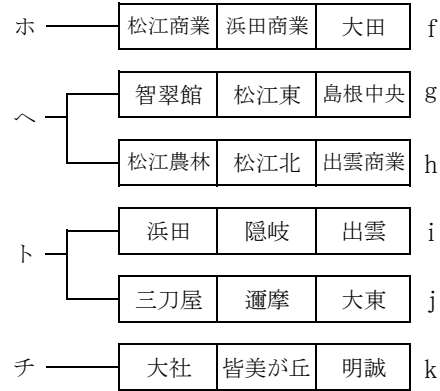 ホ 松江商業 浜田商業 大田 f
智翠館 松江東 島根中央 g
ヘ
松江農林 松江北 出雲商業 h
浜田 隠岐 出雲 i
ト
三刀屋 邇摩 大東 j
チ 大社 皆美が丘 明誠 k